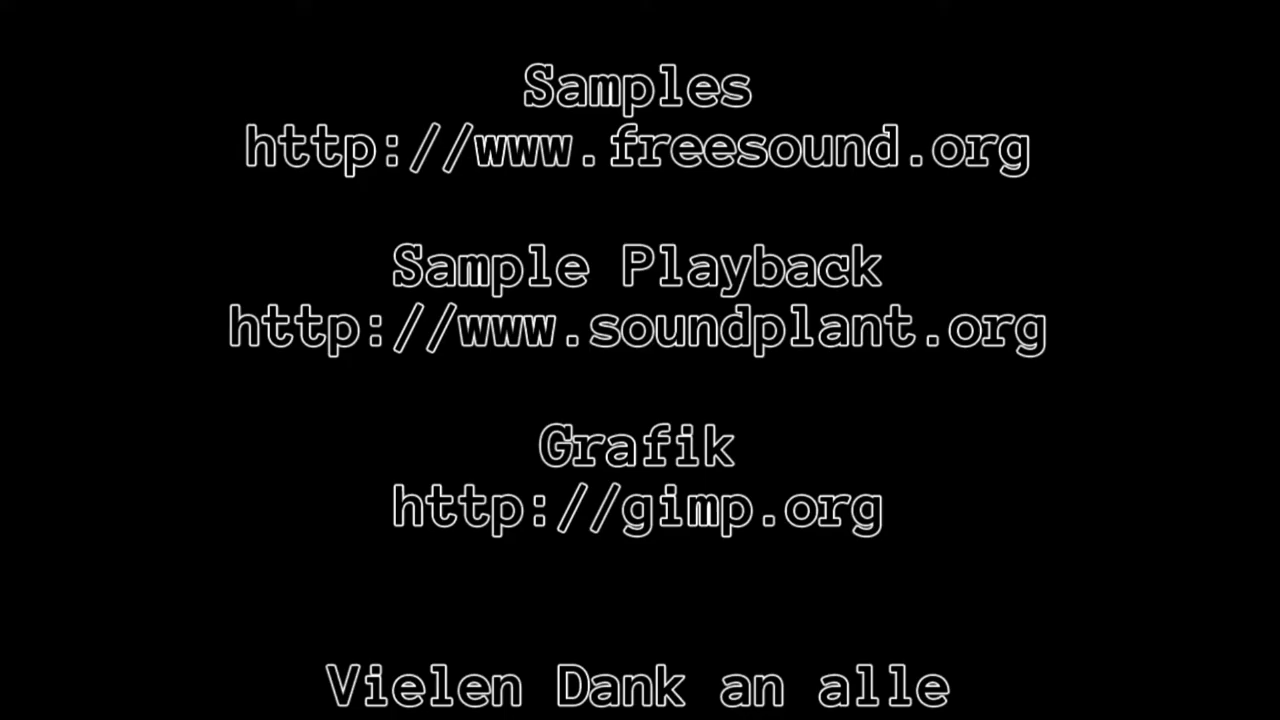 Samples
http://www.freesound.org
Sample Playback
http://www.soundplant.org
Grafik
http://gimp.org
Vielen Dank an alle